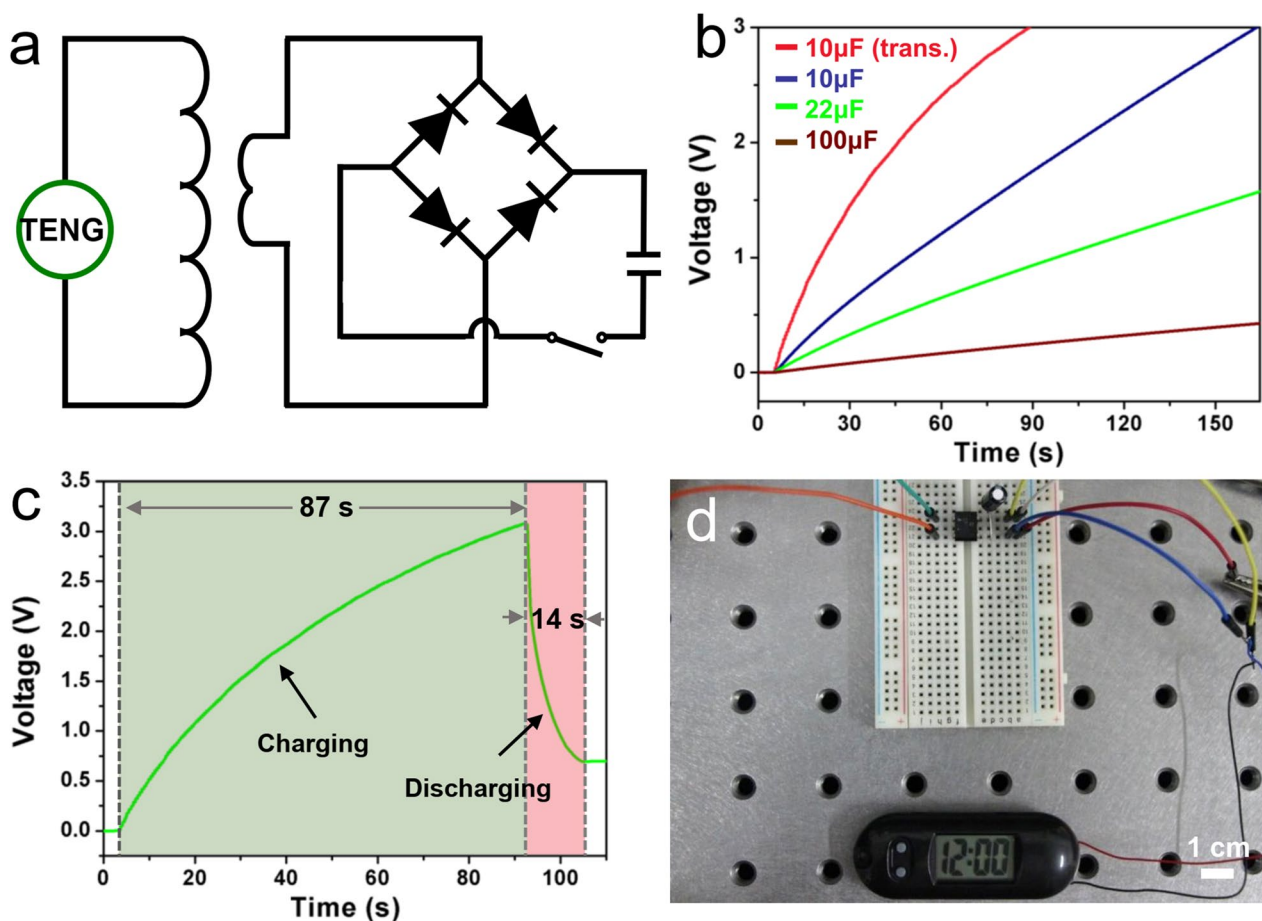 a
TENG
b
3
2
1
0
Voltage (V)
10µF (trans.)
10µF
22µF
100µF
0 30 60 90 120 150
Time (s)
c
3.5
3.0
2.5
2.0
1.5
1.0
0.5
0.0
Voltage (V)
87 s
14 s
Charging
Discharging
0 20 40 60 80 100
Time (s)
d
12:00
1 cm